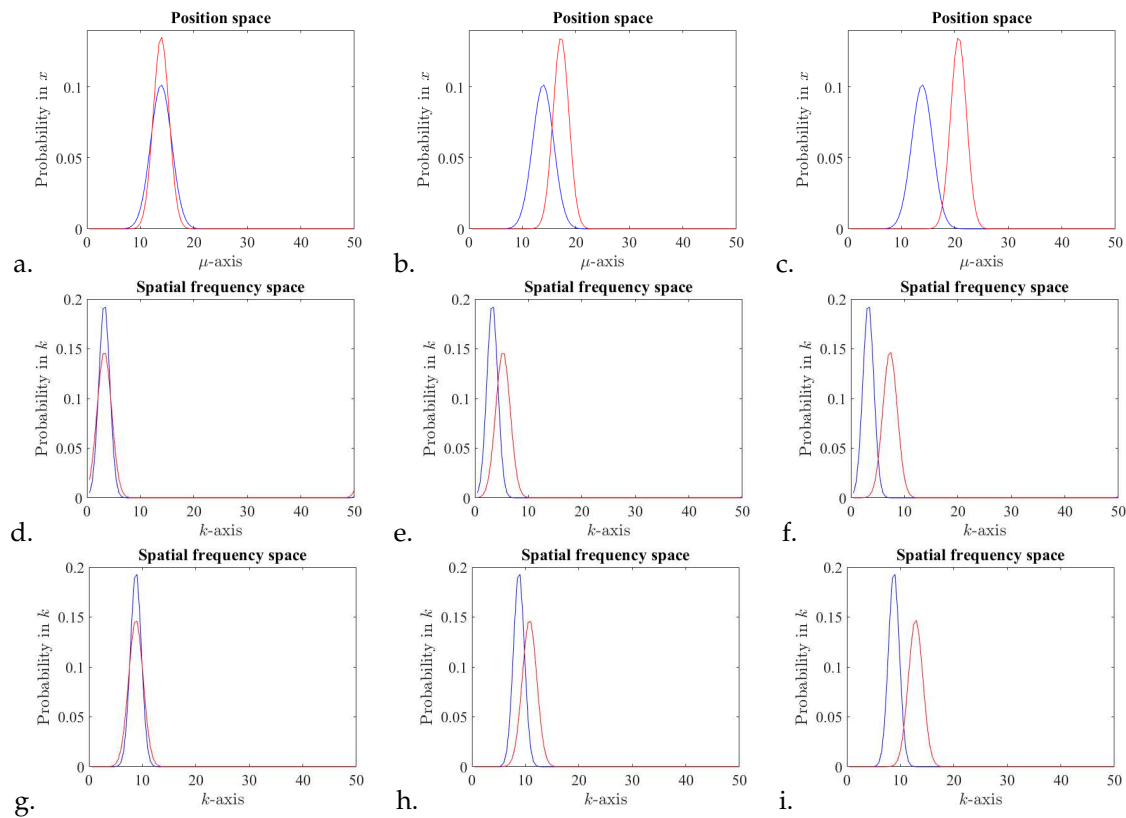 Position space
Probability in x
0.1
0.05
0
0 10 20 30 40 50
μ-axis
a.
Position space
Probability in x
0.1
0.05
0
0 10 20 30 40 50
μ-axis
b.
Position space
Probability in x
0.1
0.05
0
0 10 20 30 40 50
μ-axis
c.
Spatial frequency space
Probability in k
0.2
0.15
0.1
0.05
0
0 10 20 30 40 50
k-axis
d.
Spatial frequency space
Probability in k
0.2
0.15
0.1
0.05
0
0 10 20 30 40 50
k-axis
e.
Spatial frequency space
Probability in k
0.2
0.15
0.1
0.05
0
0 10 20 30 40 50
k-axis
f.
Spatial frequency space
Probability in k
0.2
0.15
0.1
0.05
0
0 10 20 30 40 50
k-axis
g.
Spatial frequency space
Probability in k
0.2
0.15
0.1
0.05
0
0 10 20 30 40 50
k-axis
h.
Spatial frequency space
Probability in k
0.2
0.15
0.1
0.05
0
0 10 20 30 40 50
k-axis
i.